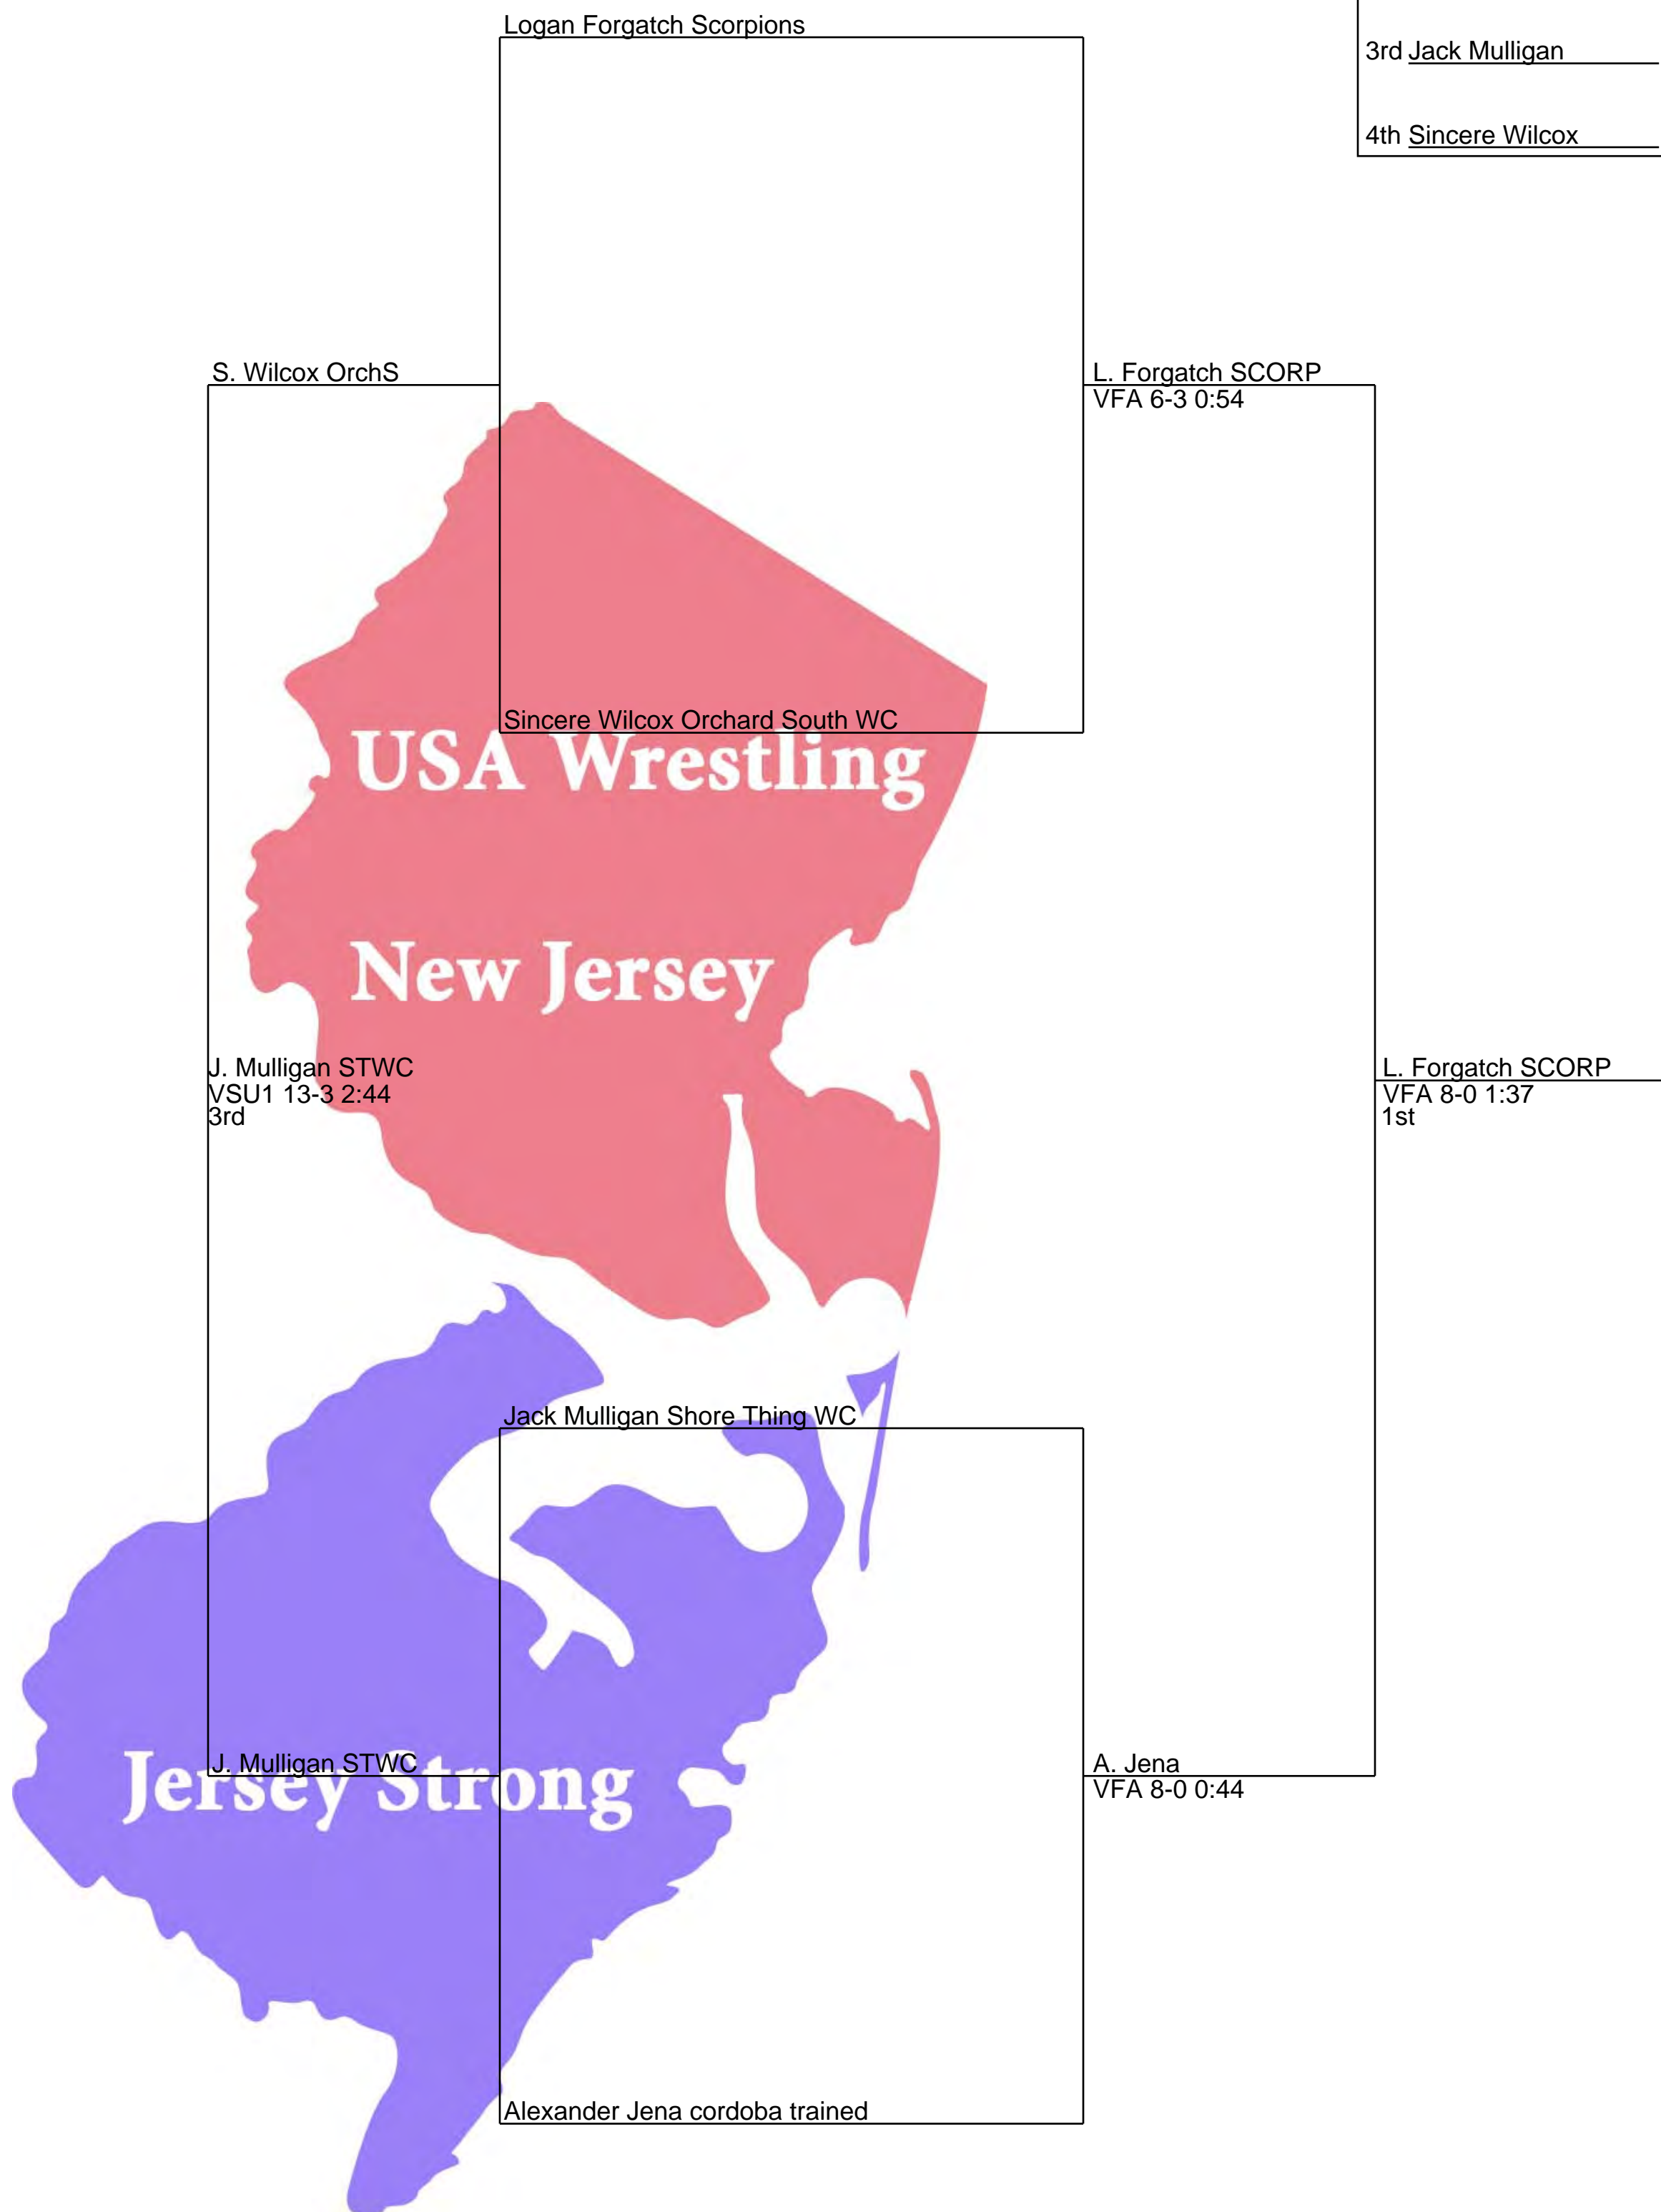 Logan Forgatch Scorpions
3rd Jack Mulligan
4th Sincere Wilcox
S. Wilcox OrchS
L. Forgatch SCORP
VFA 6-3 0:54
Sincere Wilcox Orchard South WC
USA Wrestling
New Jersey
J. Mulligan STWC
VSU1 13-3 2:44
3rd
L. Forgatch SCORP
VFA 8-0 1:37
1st
Jack Mulligan Shore Thing WC
J. Mulligan STWC
Jersey Strong
A. Jena
VFA 8-0 0:44
Alexander Jena cordoba trained